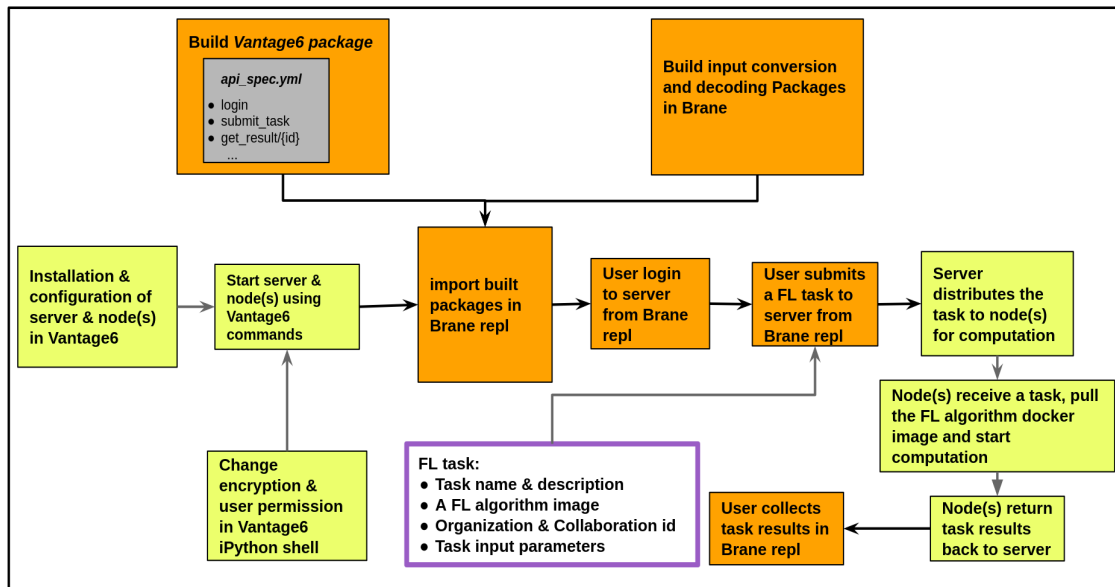 Build Vantage6 package
api_spec.yml
● login
● submit_task
● get_result/{id}
...
Build input conversion
and decoding Packages
in Brane
Installation &
configuration of
server & node(s)
in Vantage6
Start server &
node(s) using
Vantage6
commands
import built
packages in
Brane repl
User login
to server
from Brane
repl
User submits
a FL task to
server from
Brane repl
Server
distributes the
task to node(s)
for computation
Node(s) receive a task, pull
the FL algorithm docker
image and start
computation
Change
encryption &
user permission
in Vantage6
iPython shell
FL task:
● Task name & description
● A FL algorithm image
● Organization & Collaboration id
● Task input parameters
User collects
task results in
Brane repl
Node(s) return
task results
back to server